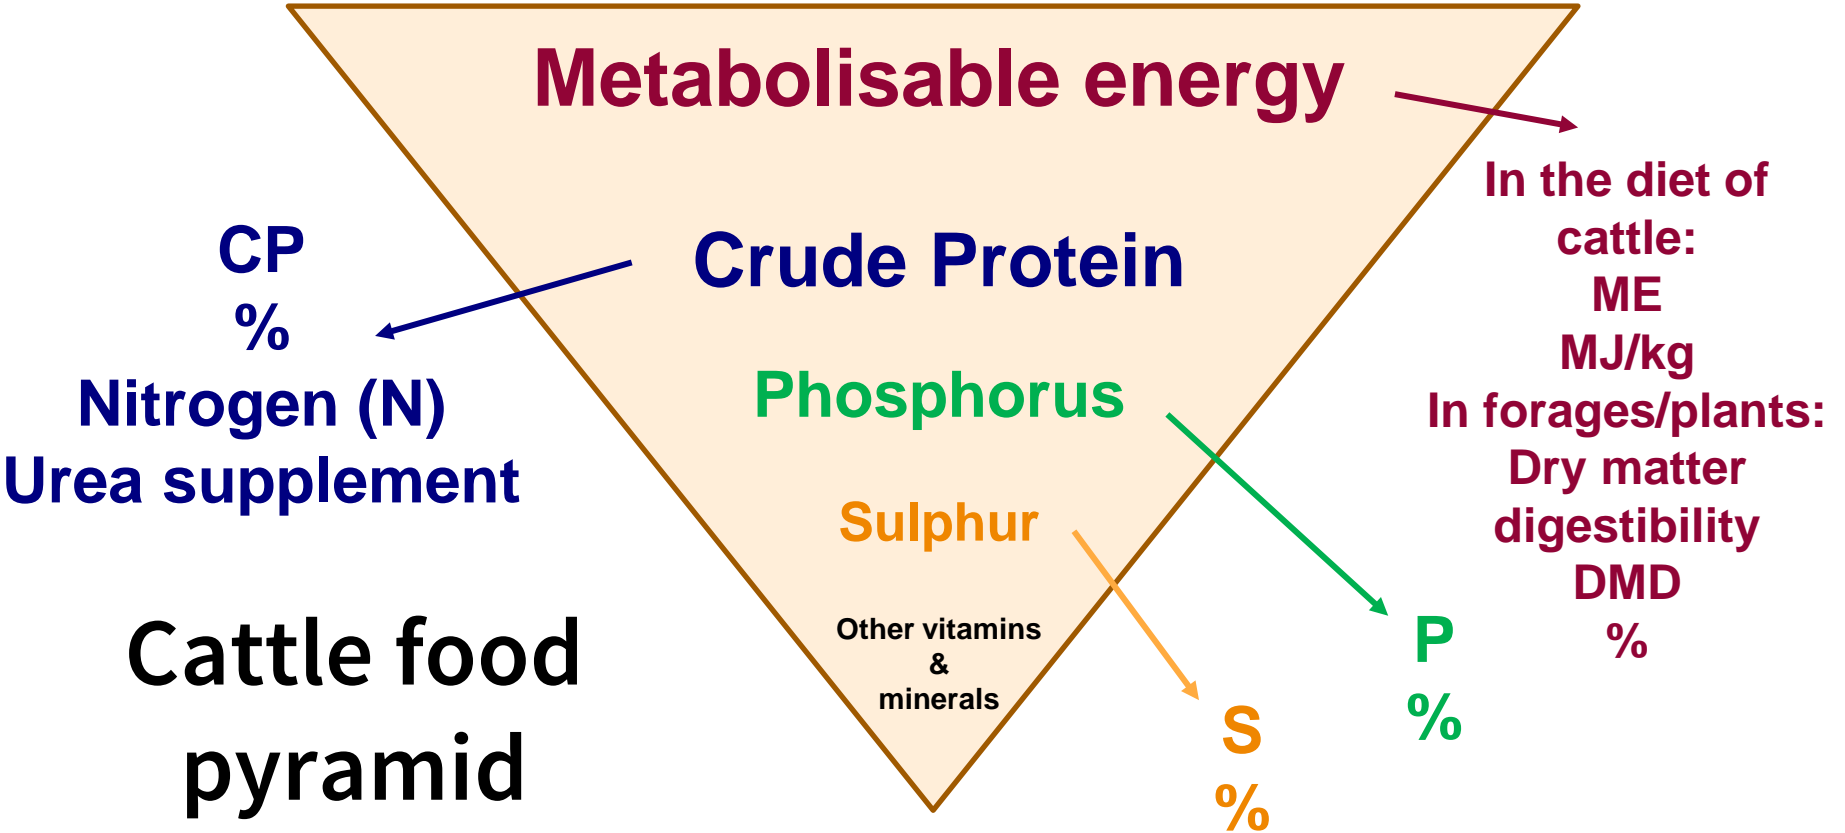 Metabolisable energy
In the diet of
cattle:
ME
MJ/kg
In forages/plants:
Dry matter
digestibility
DMD
%
Crude Protein
CP
%
Nitrogen (N)
Urea supplement
Phosphorus
P
%
Sulphur
S
%
Other vitamins
&
minerals
Cattle food
pyramid